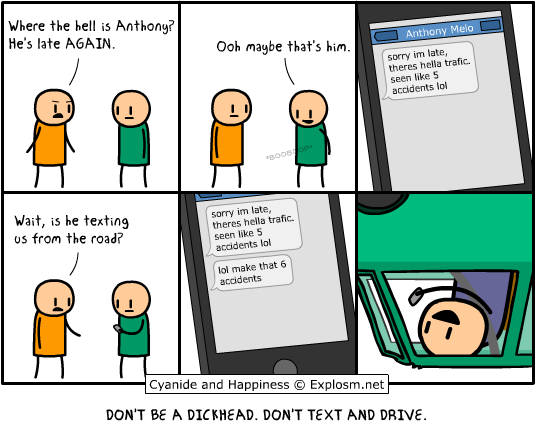 Where the hell is Anthony?
He's late AGAIN.
Ooh maybe that's him.
*BOOBOOB*
Anthony Melo
sorry im late,
theres hella trafic.
seen like 5
accidents lol
Wait, is he texting
us from the road?
sorry im late,
theres hella trafic.
seen like 5
accidents lol
lol make that 6
accidents
Cyanide and Happiness © Explosm.net
DON'T BE A DICKHEAD. DON'T TEXT AND DRIVE.